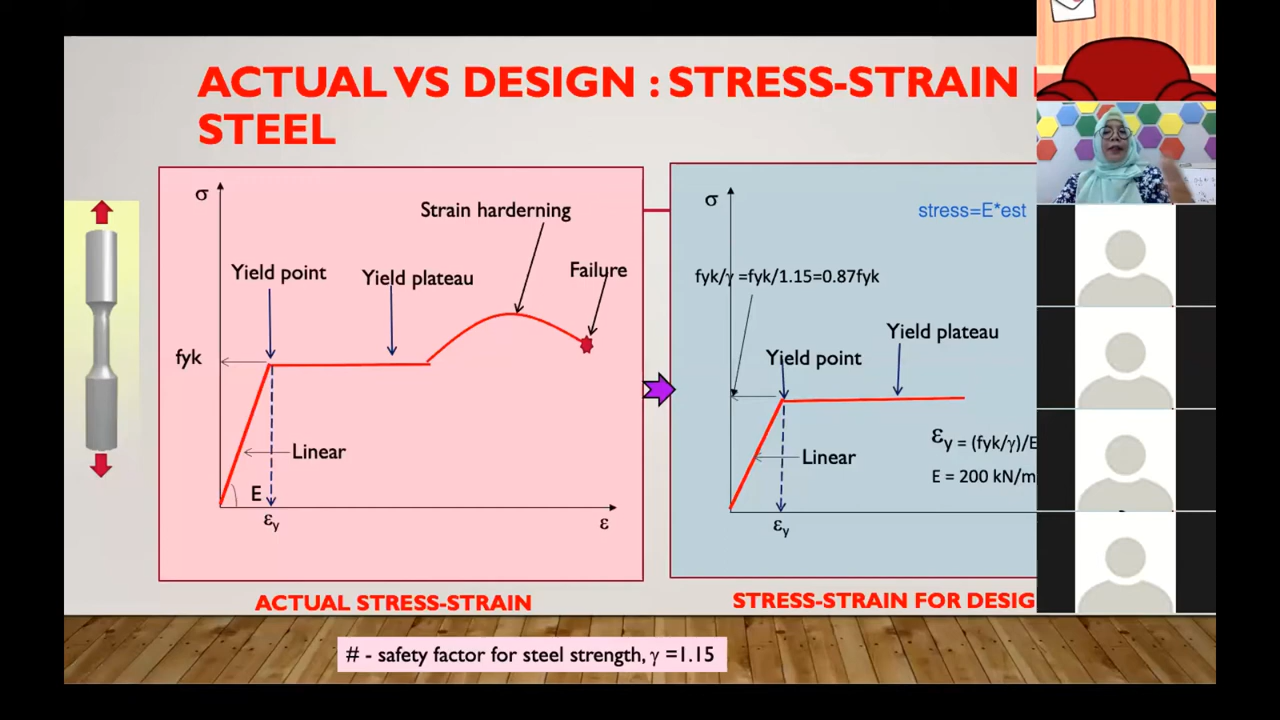 ACTUAL VS DESIGN : STRESS-STRAIN
STEEL
σ
Strain harderning
Yield point
Yield plateau
Failure
fyk
Linear
E
εy
ε
ACTUAL STRESS-STRAIN
σ
stress=E*est
fyk/γ =fyk/1.15=0.87fyk
Yield plateau
Yield point
εy = (fyk/γ)/E
Linear
E = 200 kN/m
εy
STRESS-STRAIN FOR DESIG
# - safety factor for steel strength, γ =1.15